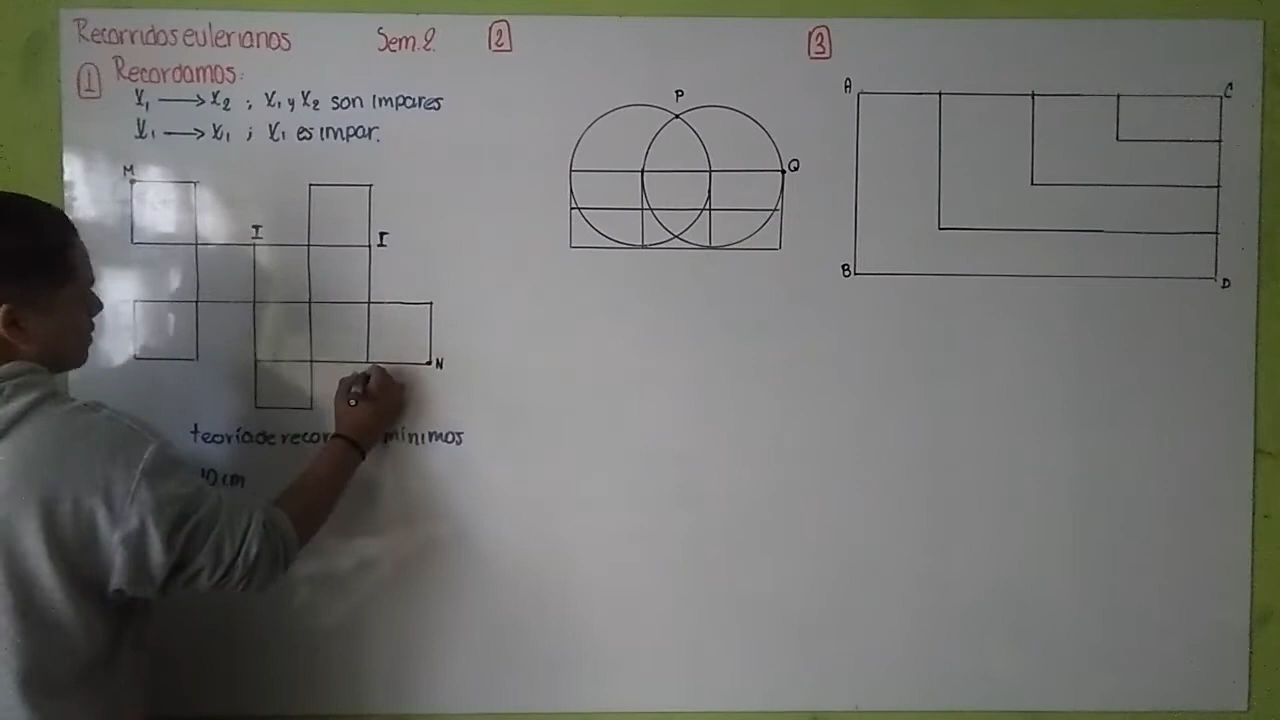 Recorridos eulerianos Sem. 2.
1 Recordamos:
X₁ → X₂ ; X₁ y X₂ son impares
X₁ → X₁ ; X₁ es impar.
M
I
I
N
teoría de recor mínimos
10 cm
2
P
Q
3
A
C
B
D